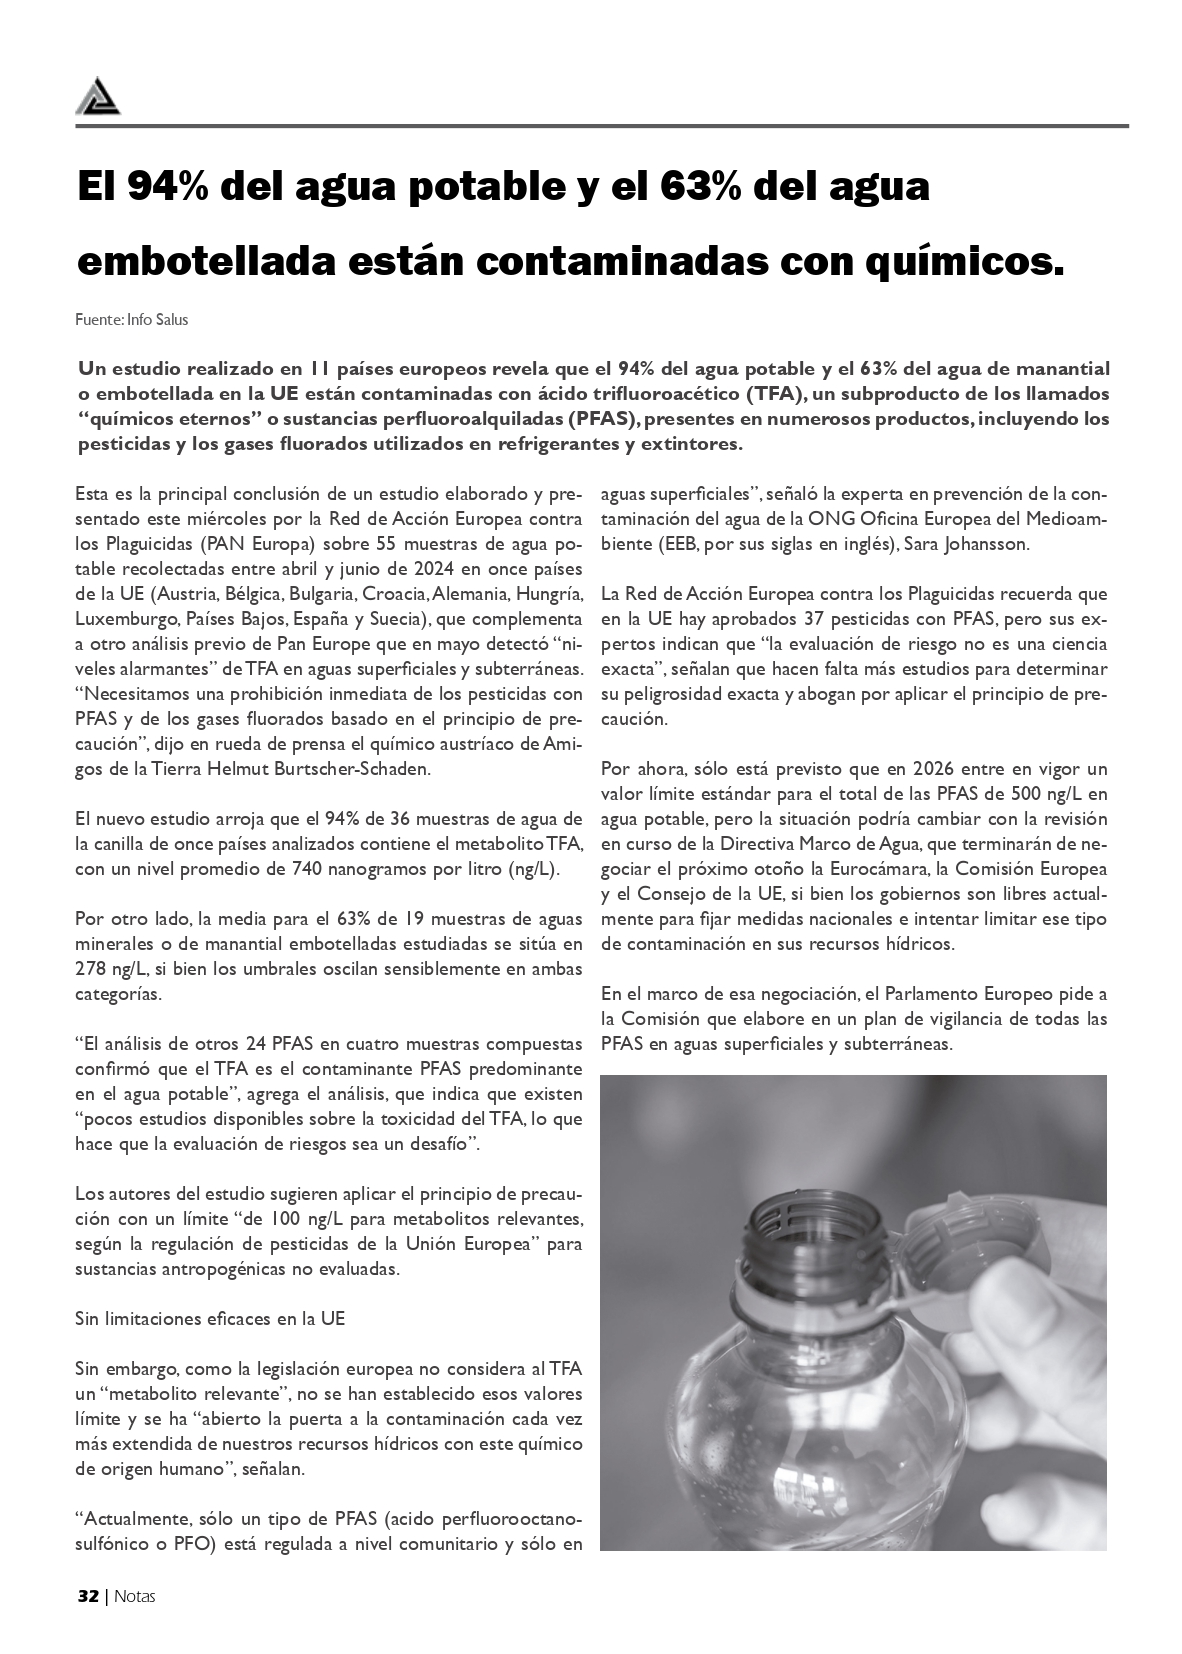 El 94% del agua potable y el 63% del agua
embotellada están contaminadas con químicos.
Fuente: Info Salus
Un estudio realizado en 11 países europeos revela que el 94% del agua potable y el 63% del agua de manantial
o embotellada en la UE están contaminadas con ácido trifluoroacético (TFA), un subproducto de los llamados
“químicos eternos” o sustancias perfluoroalquiladas (PFAS), presentes en numerosos productos, incluyendo los
pesticidas y los gases fluorados utilizados en refrigerantes y extintores.
Esta es la principal conclusión de un estudio elaborado y pre-
sentado este miércoles por la Red de Acción Europea contra
los Plaguicidas (PAN Europa) sobre 55 muestras de agua po-
table recolectadas entre abril y junio de 2024 en once países
de la UE (Austria, Bélgica, Bulgaria, Croacia, Alemania, Hungría,
Luxemburgo, Países Bajos, España y Suecia), que complementa
a otro análisis previo de Pan Europe que en mayo detectó “ni-
veles alarmantes” de TFA en aguas superficiales y subterráneas.
“Necesitamos una prohibición inmediata de los pesticidas con
PFAS y de los gases fluorados basado en el principio de pre-
caución”, dijo en rueda de prensa el químico austríaco de Ami-
gos de la Tierra Helmut Burtscher-Schaden.
El nuevo estudio arroja que el 94% de 36 muestras de agua de
la canilla de once países analizados contiene el metabolito TFA,
con un nivel promedio de 740 nanogramos por litro (ng/L).
Por otro lado, la media para el 63% de 19 muestras de aguas
minerales o de manantial embotelladas estudiadas se sitúa en
278 ng/L, si bien los umbrales oscilan sensiblemente en ambas
categorías.
“El análisis de otros 24 PFAS en cuatro muestras compuestas
confirmó que el TFA es el contaminante PFAS predominante
en el agua potable”, agrega el análisis, que indica que existen
“pocos estudios disponibles sobre la toxicidad del TFA, lo que
hace que la evaluación de riesgos sea un desafío”.
Los autores del estudio sugieren aplicar el principio de precau-
ción con un límite “de 100 ng/L para metabolitos relevantes,
según la regulación de pesticidas de la Unión Europea” para
sustancias antropogénicas no evaluadas.
Sin limitaciones eficaces en la UE
Sin embargo, como la legislación europea no considera al TFA
un “metabolito relevante”, no se han establecido esos valores
límite y se ha “abierto la puerta a la contaminación cada vez
más extendida de nuestros recursos hídricos con este químico
de origen humano”, señalan.
“Actualmente, sólo un tipo de PFAS (acido perfluorooctano-
sulfónico o PFO) está regulada a nivel comunitario y sólo en
aguas superficiales”, señaló la experta en prevención de la con-
taminación del agua de la ONG Oficina Europea del Medioam-
biente (EEB, por sus siglas en inglés), Sara Johansson.
La Red de Acción Europea contra los Plaguicidas recuerda que
en la UE hay aprobados 37 pesticidas con PFAS, pero sus ex-
pertos indican que “la evaluación de riesgo no es una ciencia
exacta”, señalan que hacen falta más estudios para determinar
su peligrosidad exacta y abogan por aplicar el principio de pre-
caución.
Por ahora, sólo está previsto que en 2026 entre en vigor un
valor límite estándar para el total de las PFAS de 500 ng/L en
agua potable, pero la situación podría cambiar con la revisión
en curso de la Directiva Marco de Agua, que terminarán de ne-
gociar el próximo otoño la Eurocámara, la Comisión Europea
y el Consejo de la UE, si bien los gobiernos son libres actual-
mente para fijar medidas nacionales e intentar limitar ese tipo
de contaminación en sus recursos hídricos.
En el marco de esa negociación, el Parlamento Europeo pide a
la Comisión que elabore en un plan de vigilancia de todas las
PFAS en aguas superficiales y subterráneas.
32 | Notas